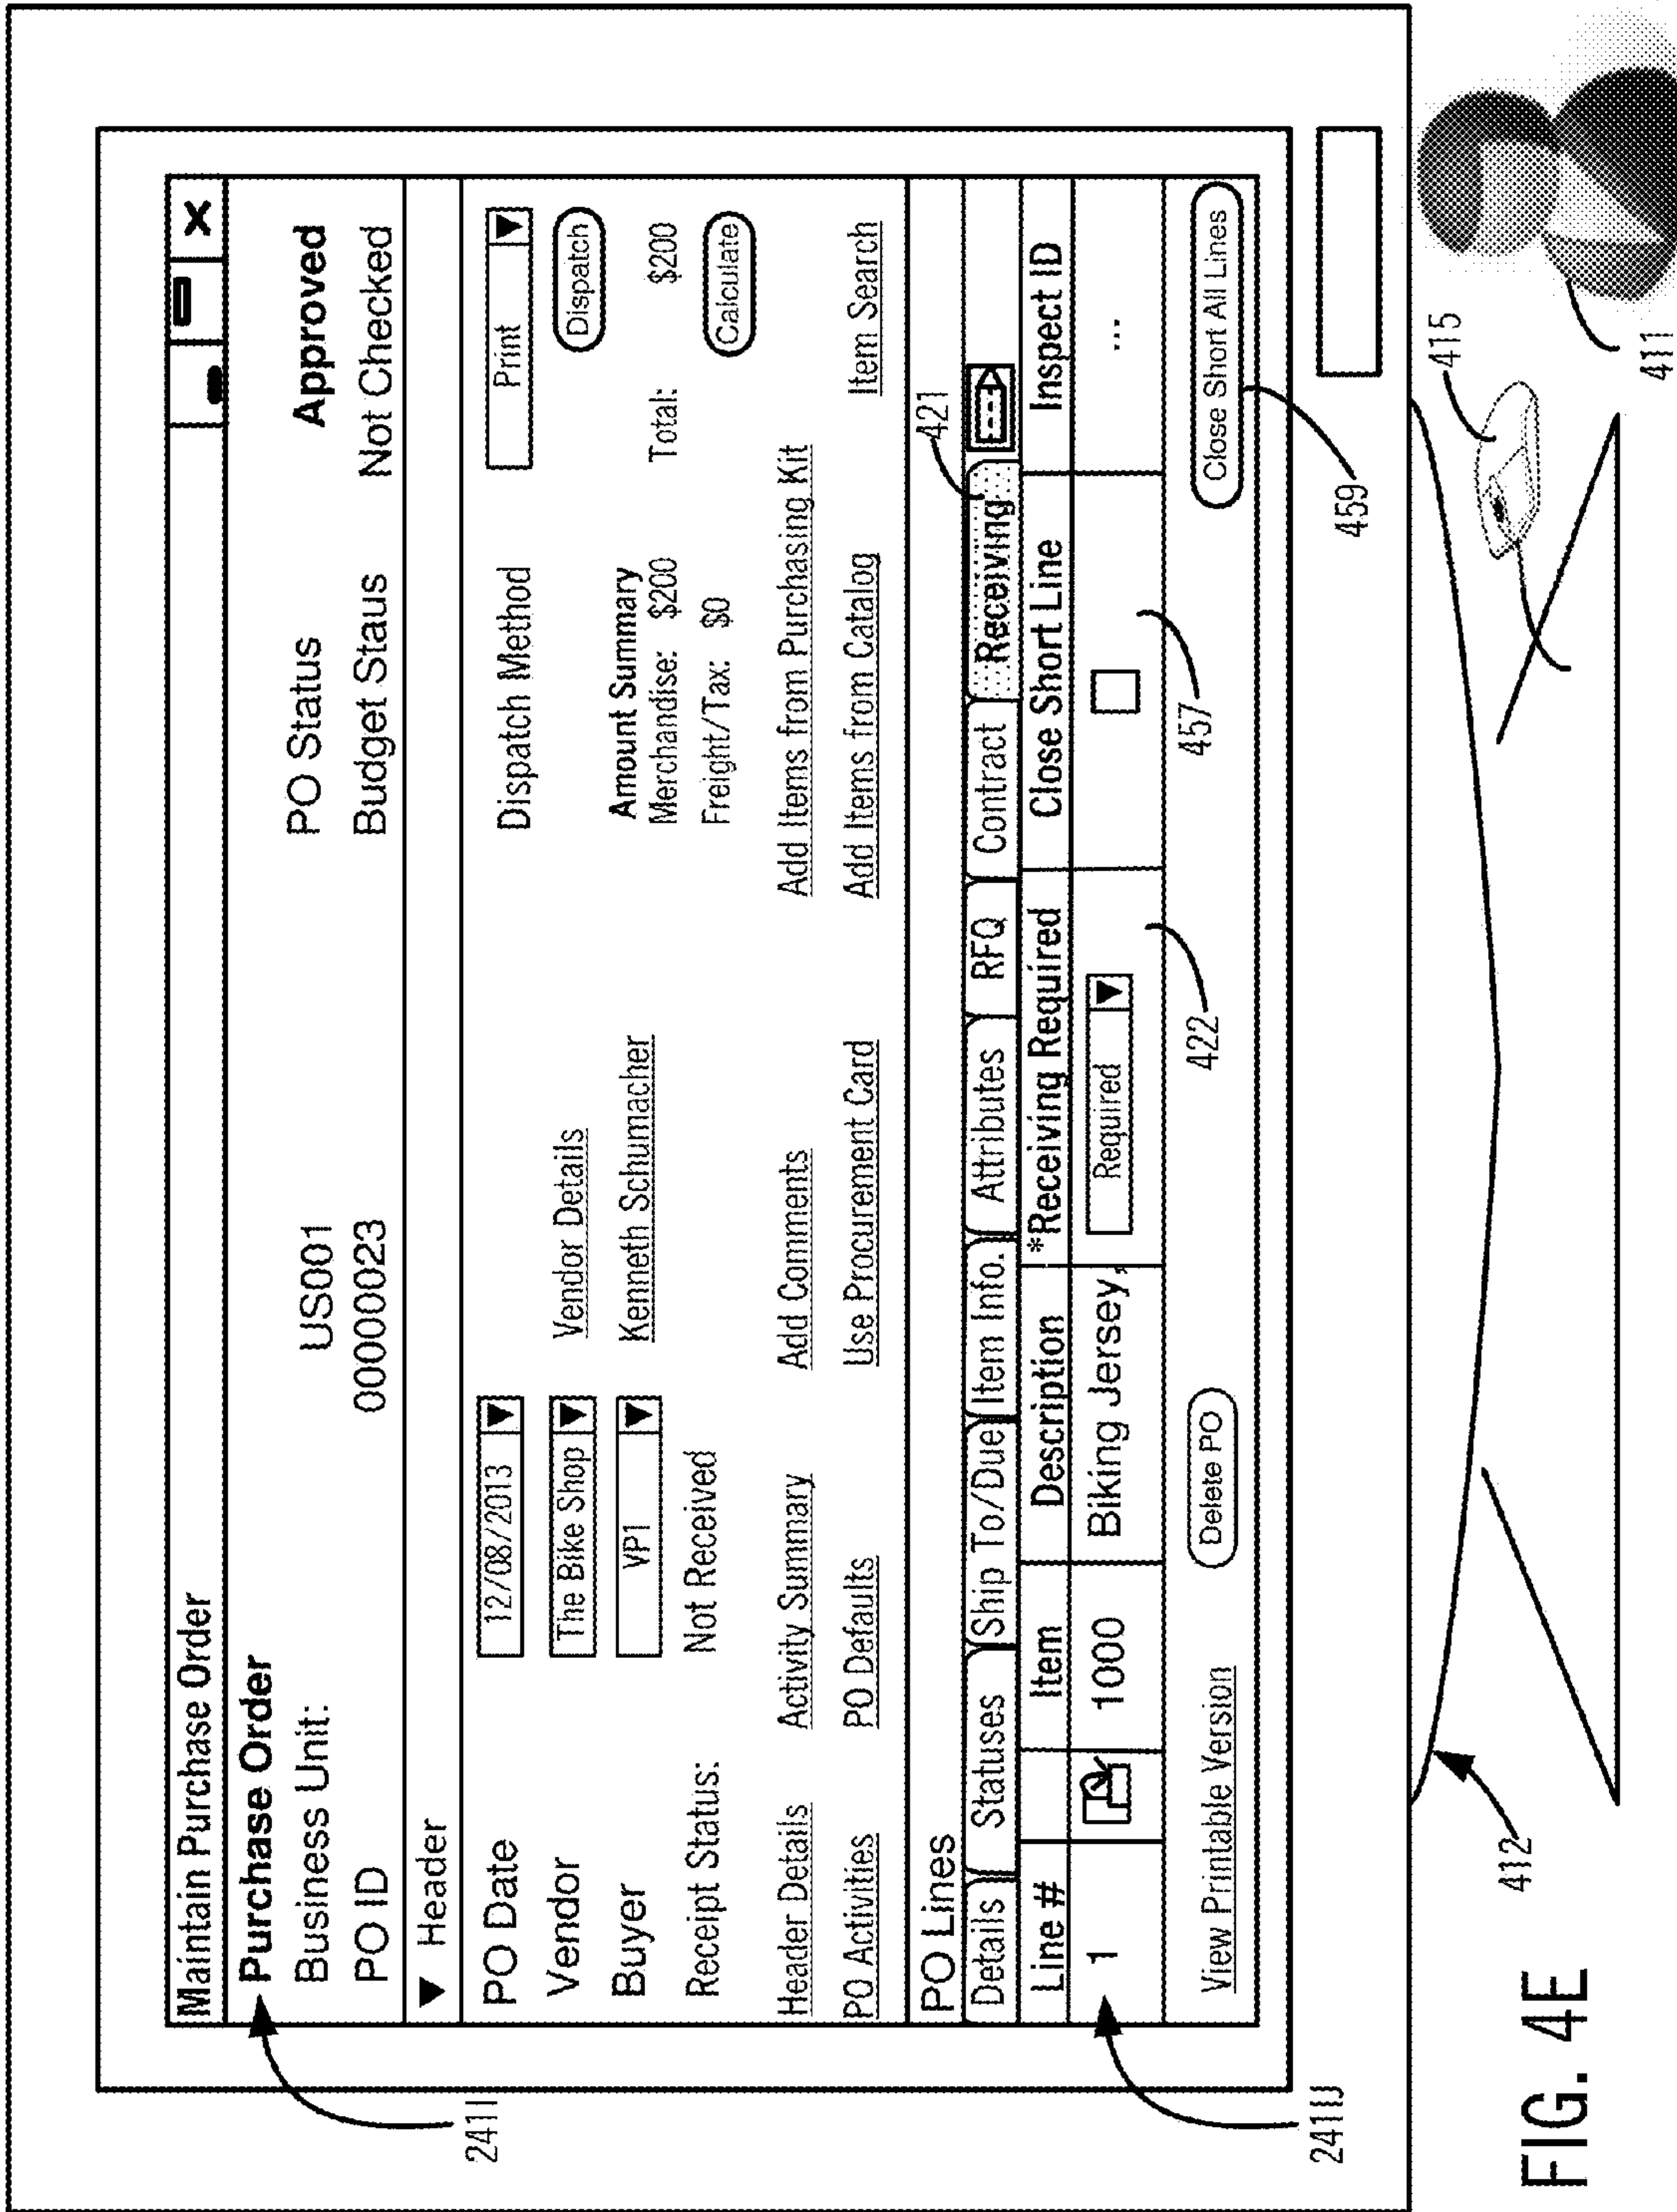 Maintain Purchase Order X
Purchase Order
Business Unit: US001 PO Status Approved
PO ID 00000023 Budget Staus Not Checked
▼ Header
PO Date 12/08/2013 ▼ Dispatch Method Print ▼
Vendor The Bike Shop ▼ Vendor Details Dispatch
Buyer VP1 ▼ Kenneth Schumacher Amount Summary
Merchandise: $200 Total: $200
Receipt Status: Not Received Freight/Tax: $0 Calculate
Header Details Activity Summary Add Comments Add Items from Purchasing Kit
PO Activities PO Defaults Use Procurement Card Add Items from Catalog Item Search
PO Lines 421
Details Statuses Ship To/Due Item Info. Attributes RFQ Contract Receiving
Line # Item Description *Receiving Required Close Short Line Inspect ID
1 1000 Biking Jersey, Required ▼ ...
View Printable Version Delete PO Close Short All Lines
241I
241IJ
422
457
459
412
415
411
FIG. 4E